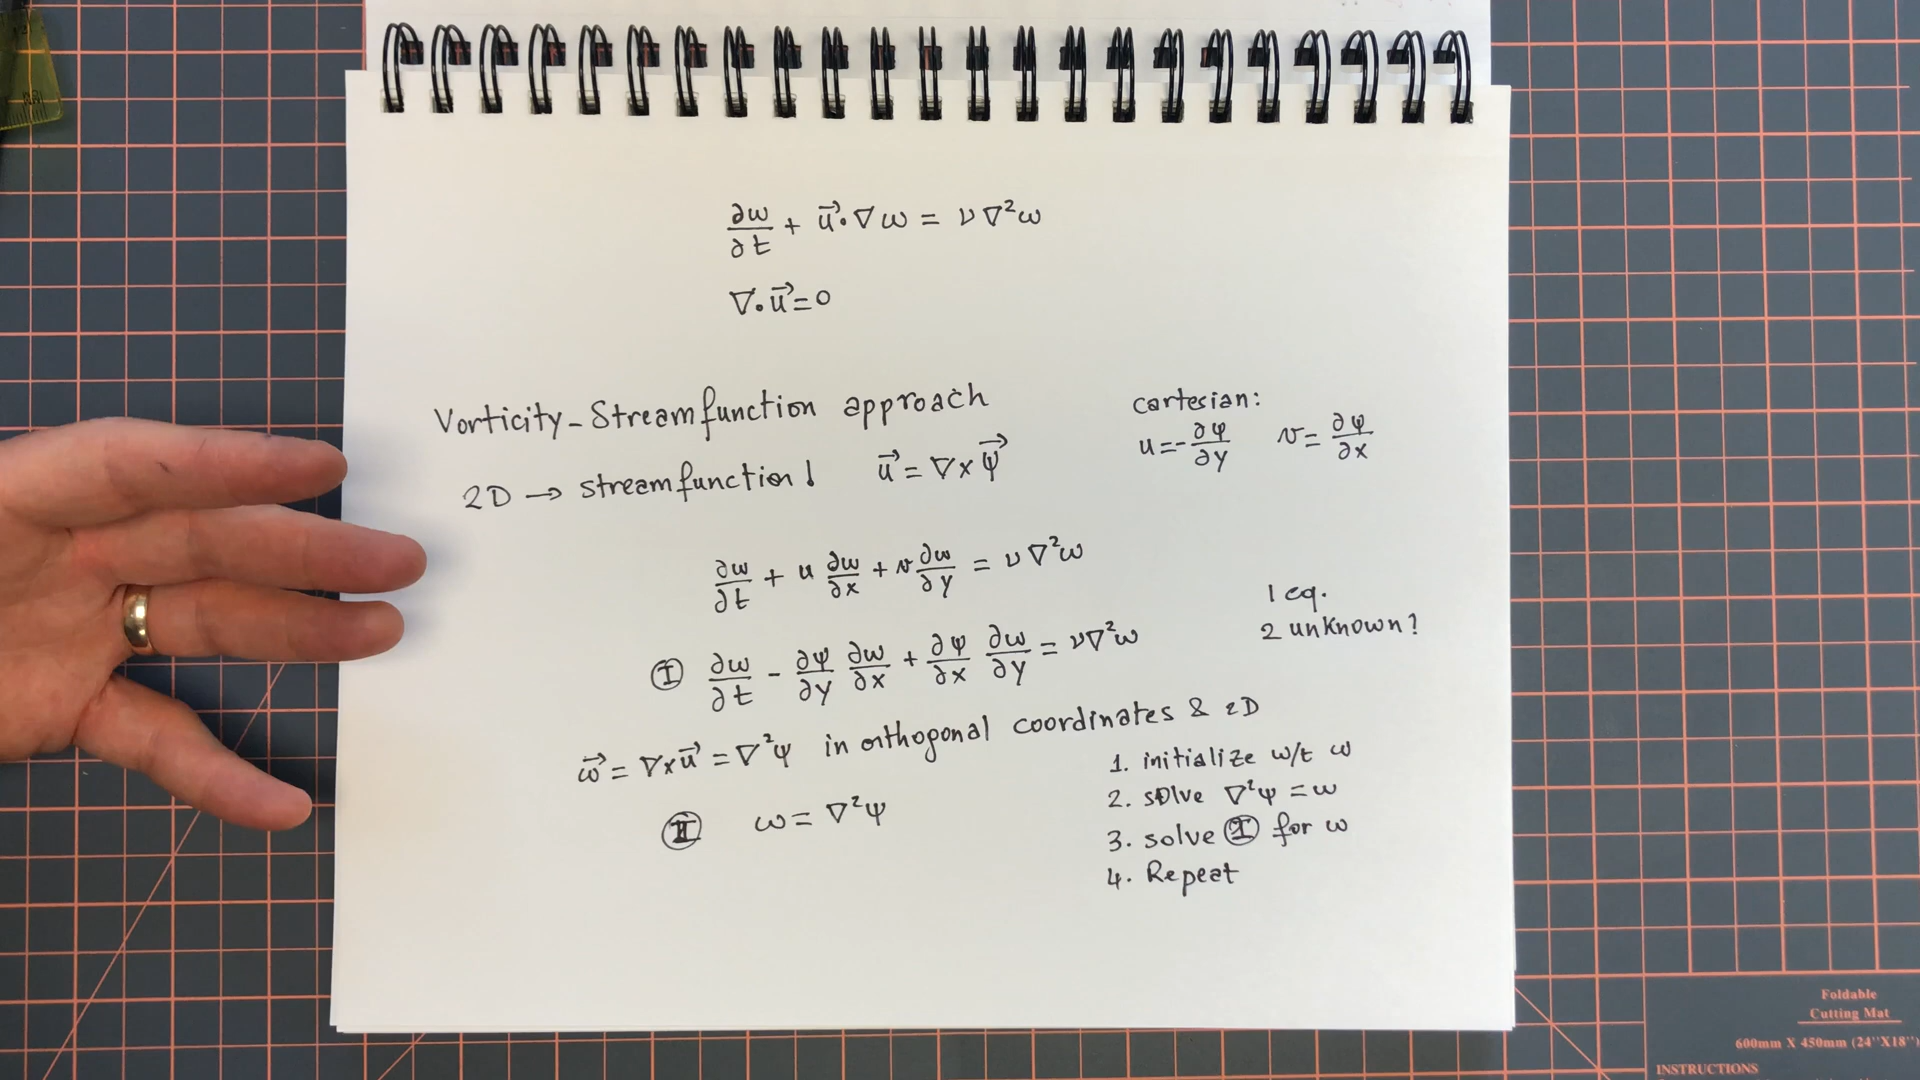 ∂ω/∂t + u⃗·∇ω = ν∇²ω
∇·u⃗=0
Vorticity-Streamfunction approach
2D → streamfunction! u⃗ = ∇×ψ⃗
cartesian:
u=-∂ψ/∂y v=∂ψ/∂x
∂ω/∂t + u ∂ω/∂x + v ∂ω/∂y = ν∇²ω
1 eq.
2 unknown?
Ⓘ ∂ω/∂t - ∂ψ/∂y ∂ω/∂x + ∂ψ/∂x ∂ω/∂y = ν∇²ω
ω⃗ = ∇×u⃗ = ∇²ψ in orthogonal coordinates & 2D
Ⅱ ω = ∇²ψ
1. initialize w/t ω
2. solve ∇²ψ = ω
3. solve Ⓘ for ω
4. Repeat
Foldable
Cutting Mat
600mm X 450mm (24"X18")
INSTRUCTIONS